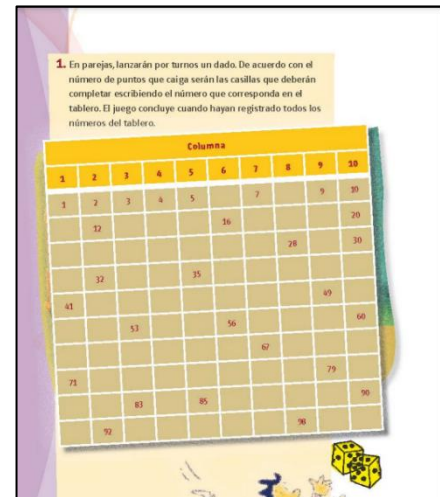 1. En parejas, lanzarán por turnos un dado. De acuerdo con el
número de puntos que caiga serán las casillas que deberán
completar escribiendo el número que corresponda en el
tablero. El juego concluye cuando hayan registrado todos los
números del tablero.
Columna
1 2 3 4 5 6 7 8 9 10
1 2 3 4 5 7 9 10
12 16 20
28 30
32 35
41 49
53 56 60
67
71 79
83 85 90
92 98